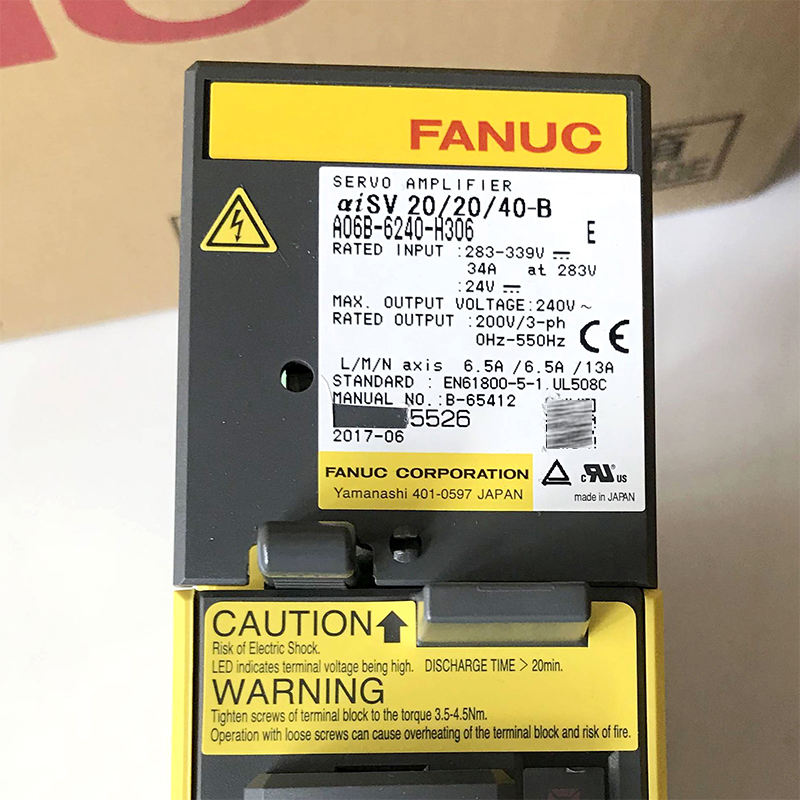 FANUC
SERVO AMPLIFIER
αiSV 20/20/40-B
A06B-6240-H306 E
RATED INPUT :283-339V ⎓
34A at 283V
:24V ⎓
MAX. OUTPUT VOLTAGE:240V ~
RATED OUTPUT :200V/3-ph
0Hz-550Hz
CE
L/M/N axis 6.5A /6.5A /13A
STANDARD : EN61800-5-1.UL508C
MANUAL NO.:B-65412
5526
2017-06
FANUC CORPORATION
Yamanashi 401-0597 JAPAN
c RU US
made in JAPAN
CAUTION
Risk of Electric Shock.
LED indicates terminal voltage being high. DISCHARGE TIME > 20min.
WARNING
Tighten screws of terminal block to the torque 3.5-4.5Nm.
Operation with loose screws can cause overheating of the terminal block and risk of fire.